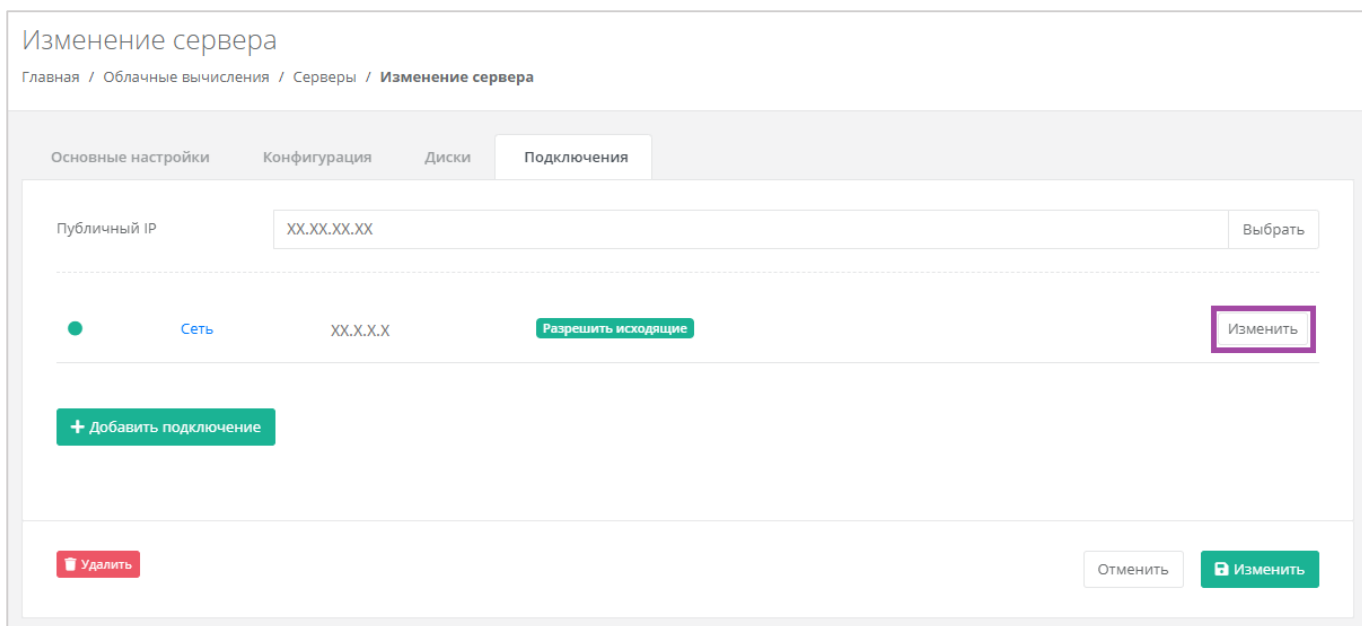 Изменение сервера
Главная / Облачные вычисления / Серверы / Изменение сервера
Основные настройки Конфигурация Диски Подключения
Публичный IP XX.XX.XX.XX Выбрать
Сеть XX.X.X.X Разрешить исходящие Изменить
+ Добавить подключение
Удалить Отменить Изменить